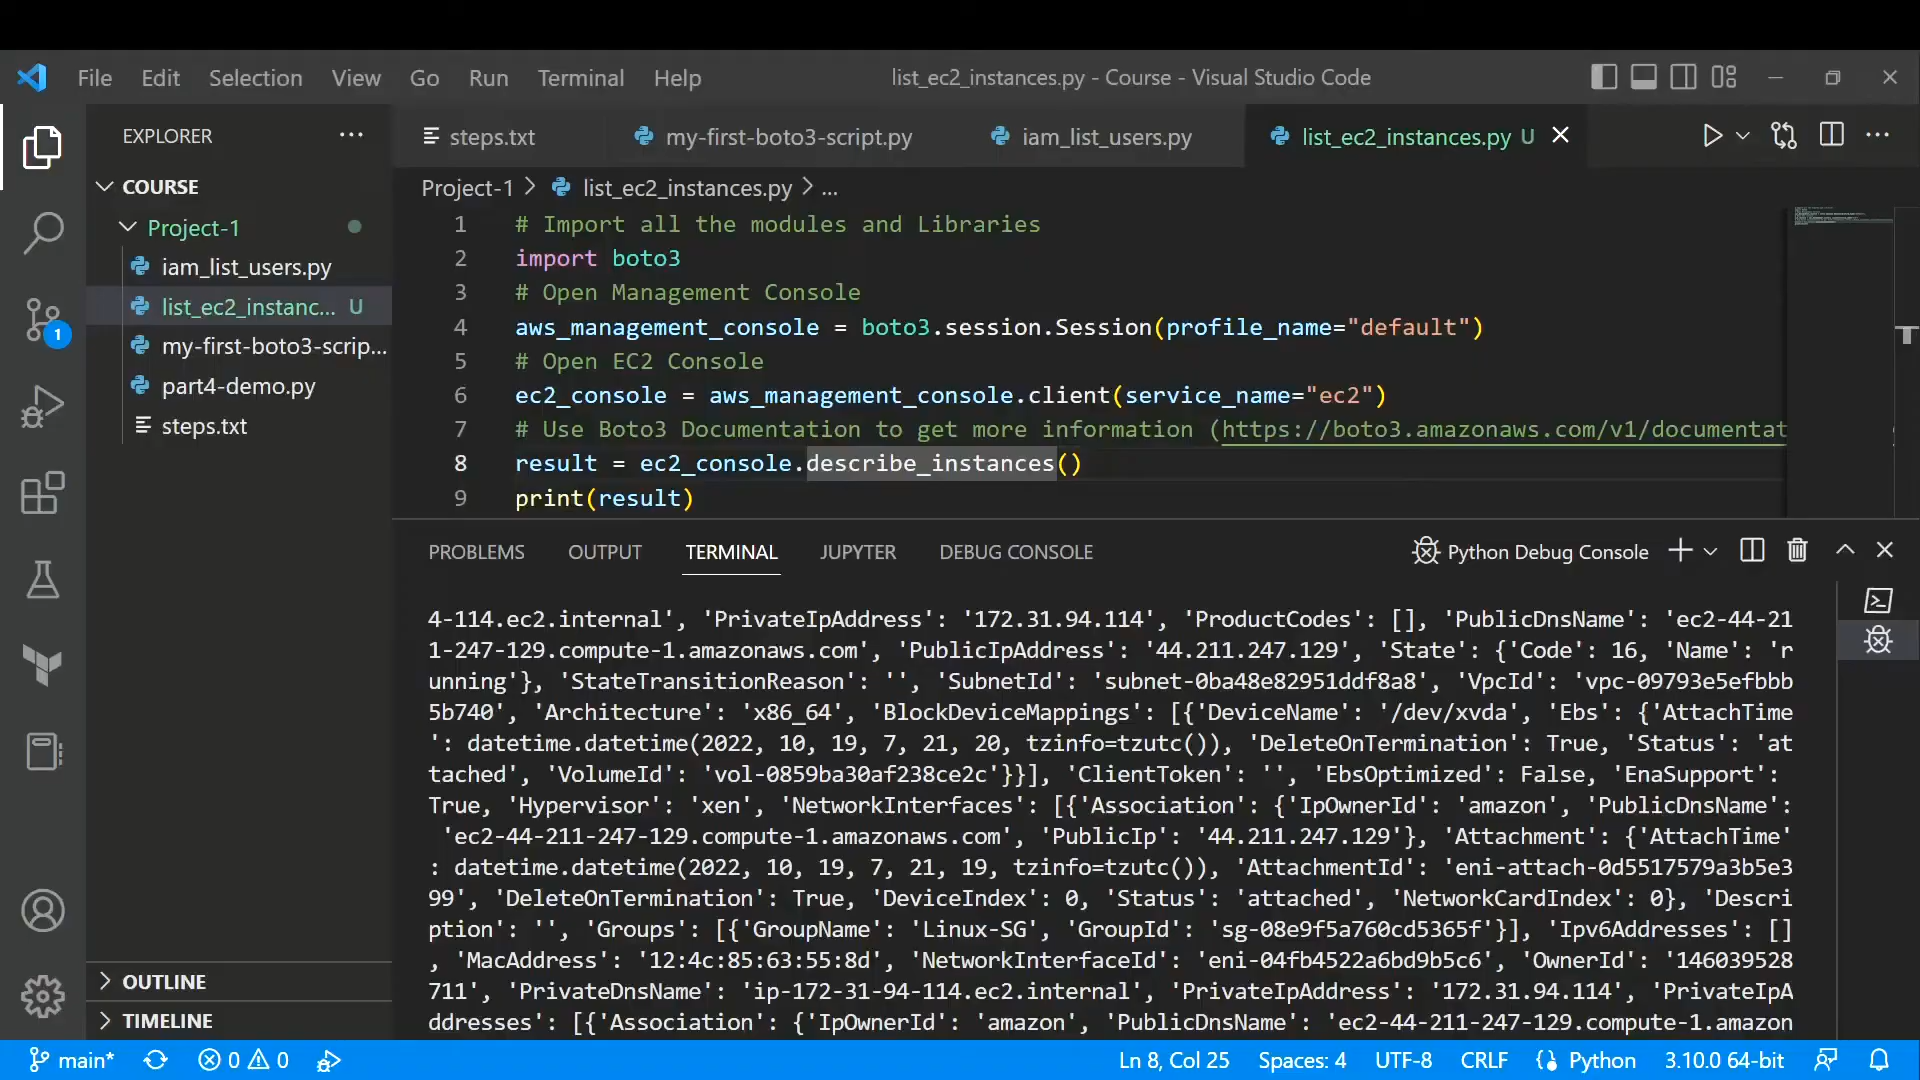 File Edit Selection View Go Run Terminal Help list_ec2_instances.py - Course - Visual Studio Code
EXPLORER
COURSE
Project-1
iam_list_users.py
list_ec2_instanc... U
my-first-boto3-scrip...
part4-demo.py
steps.txt
OUTLINE
TIMELINE
1
steps.txt my-first-boto3-script.py iam_list_users.py list_ec2_instances.py U
Project-1 > list_ec2_instances.py > ...
1 # Import all the modules and Libraries
2 import boto3
3 # Open Management Console
4 aws_management_console = boto3.session.Session(profile_name="default")
5 # Open EC2 Console
6 ec2_console = aws_management_console.client(service_name="ec2")
7 # Use Boto3 Documentation to get more information (https://boto3.amazonaws.com/v1/documentat
8 result = ec2_console.describe_instances()
9 print(result)
PROBLEMS OUTPUT TERMINAL JUPYTER DEBUG CONSOLE Python Debug Console
4-114.ec2.internal', 'PrivateIpAddress': '172.31.94.114', 'ProductCodes': [], 'PublicDnsName': 'ec2-44-21
1-247-129.compute-1.amazonaws.com', 'PublicIpAddress': '44.211.247.129', 'State': {'Code': 16, 'Name': 'r
unning'}, 'StateTransitionReason': '', 'SubnetId': 'subnet-0ba48e82951ddf8a8', 'VpcId': 'vpc-09793e5efbbb
5b740', 'Architecture': 'x86_64', 'BlockDeviceMappings': [{'DeviceName': '/dev/xvda', 'Ebs': {'AttachTime
': datetime.datetime(2022, 10, 19, 7, 21, 20, tzinfo=tzutc()), 'DeleteOnTermination': True, 'Status': 'at
tached', 'VolumeId': 'vol-0859ba30af238ce2c'}}], 'ClientToken': '', 'EbsOptimized': False, 'EnaSupport':
True, 'Hypervisor': 'xen', 'NetworkInterfaces': [{'Association': {'IpOwnerId': 'amazon', 'PublicDnsName':
'ec2-44-211-247-129.compute-1.amazonaws.com', 'PublicIp': '44.211.247.129'}, 'Attachment': {'AttachTime'
: datetime.datetime(2022, 10, 19, 7, 21, 19, tzinfo=tzutc()), 'AttachmentId': 'eni-attach-0d5517579a3b5e3
99', 'DeleteOnTermination': True, 'DeviceIndex': 0, 'Status': 'attached', 'NetworkCardIndex': 0}, 'Descri
ption': '', 'Groups': [{'GroupName': 'Linux-SG', 'GroupId': 'sg-08e9f5a760cd5365f'}], 'Ipv6Addresses': []
, 'MacAddress': '12:4c:85:63:55:8d', 'NetworkInterfaceId': 'eni-04fb4522a6bd9b5c6', 'OwnerId': '146039528
711', 'PrivateDnsName': 'ip-172-31-94-114.ec2.internal', 'PrivateIpAddress': '172.31.94.114', 'PrivateIpA
ddresses': [{'Association': {'IpOwnerId': 'amazon', 'PublicDnsName': 'ec2-44-211-247-129.compute-1.amazon
main* 0 0 Ln 8, Col 25 Spaces: 4 UTF-8 CRLF Python 3.10.0 64-bit